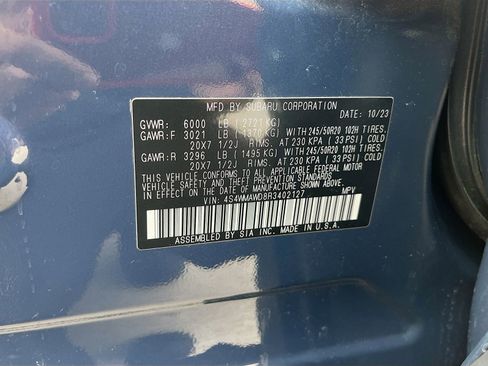 MFD BY SUBARU CORPORATION
DATE: 10/23
GVWR: 6000 LB (2721KG)
GAWR:F 3021 LB (1370KG) WITH 245/50R20 102H TIRES,
20X7 1/2J RIMS, AT 230 KPA ( 33 PSI) COLD
GAWR:R 3296 LB (1495KG) WITH 245/50R20 102H TIRES,
20X7 1/2J RIMS, AT 230 KPA ( 33 PSI) COLD
THIS VEHICLE CONFORMS TO ALL APPLICABLE FEDERAL MOTOR
VEHICLE SAFETY AND THEFT PREVENTION STANDARDS IN
EFFECT ON THE DATE OF MANUFACTURE SHOWN ABOVE.
VIN: 4S4WMAWD8R3402127 MPV
ASSEMBLED BY SIA INC. MADE IN U.S.A.